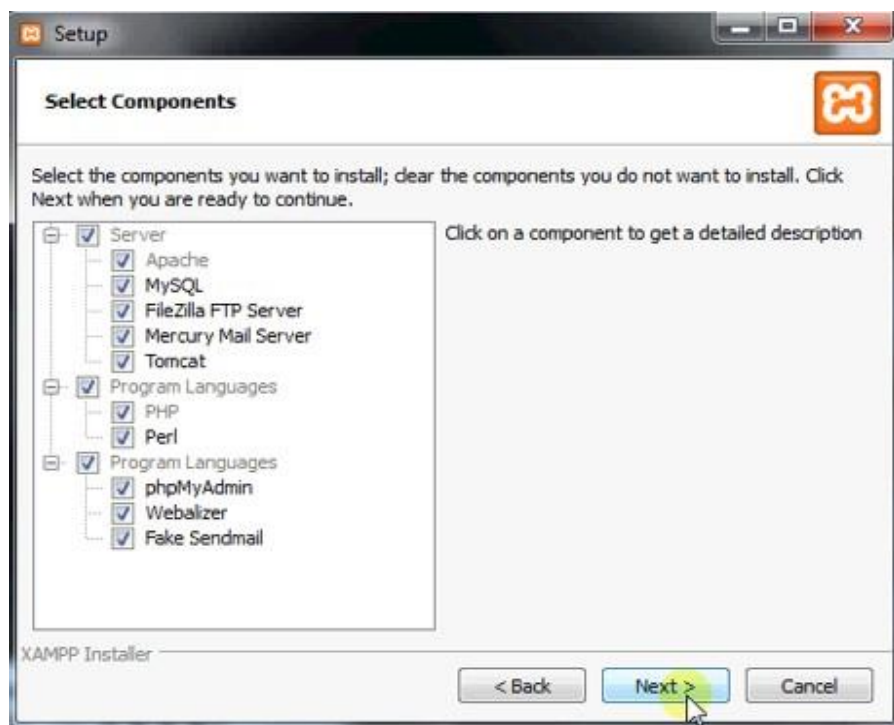 Setup
Select Components
Select the components you want to install; clear the components you do not want to install. Click
Next when you are ready to continue.
Server
Apache
MySQL
FileZilla FTP Server
Mercury Mail Server
Tomcat
Program Languages
PHP
Perl
Program Languages
phpMyAdmin
Webalizer
Fake Sendmail
Click on a component to get a detailed description
XAMPP Installer
< Back
Next >
Cancel